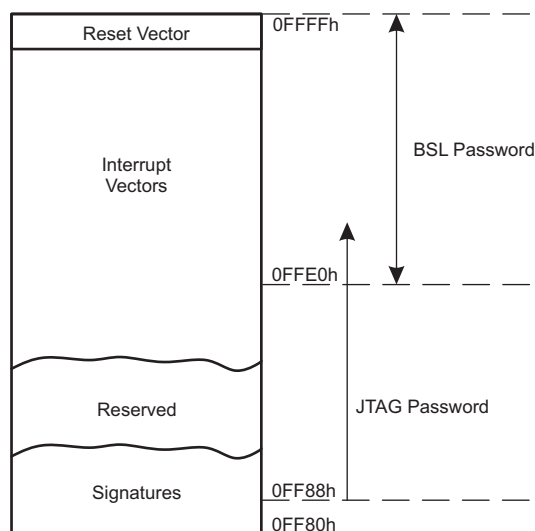 Reset Vector
0FFFFh
BSL Password
Interrupt
Vectors
0FFE0h
Reserved
JTAG Password
Signatures
0FF88h
0FF80h